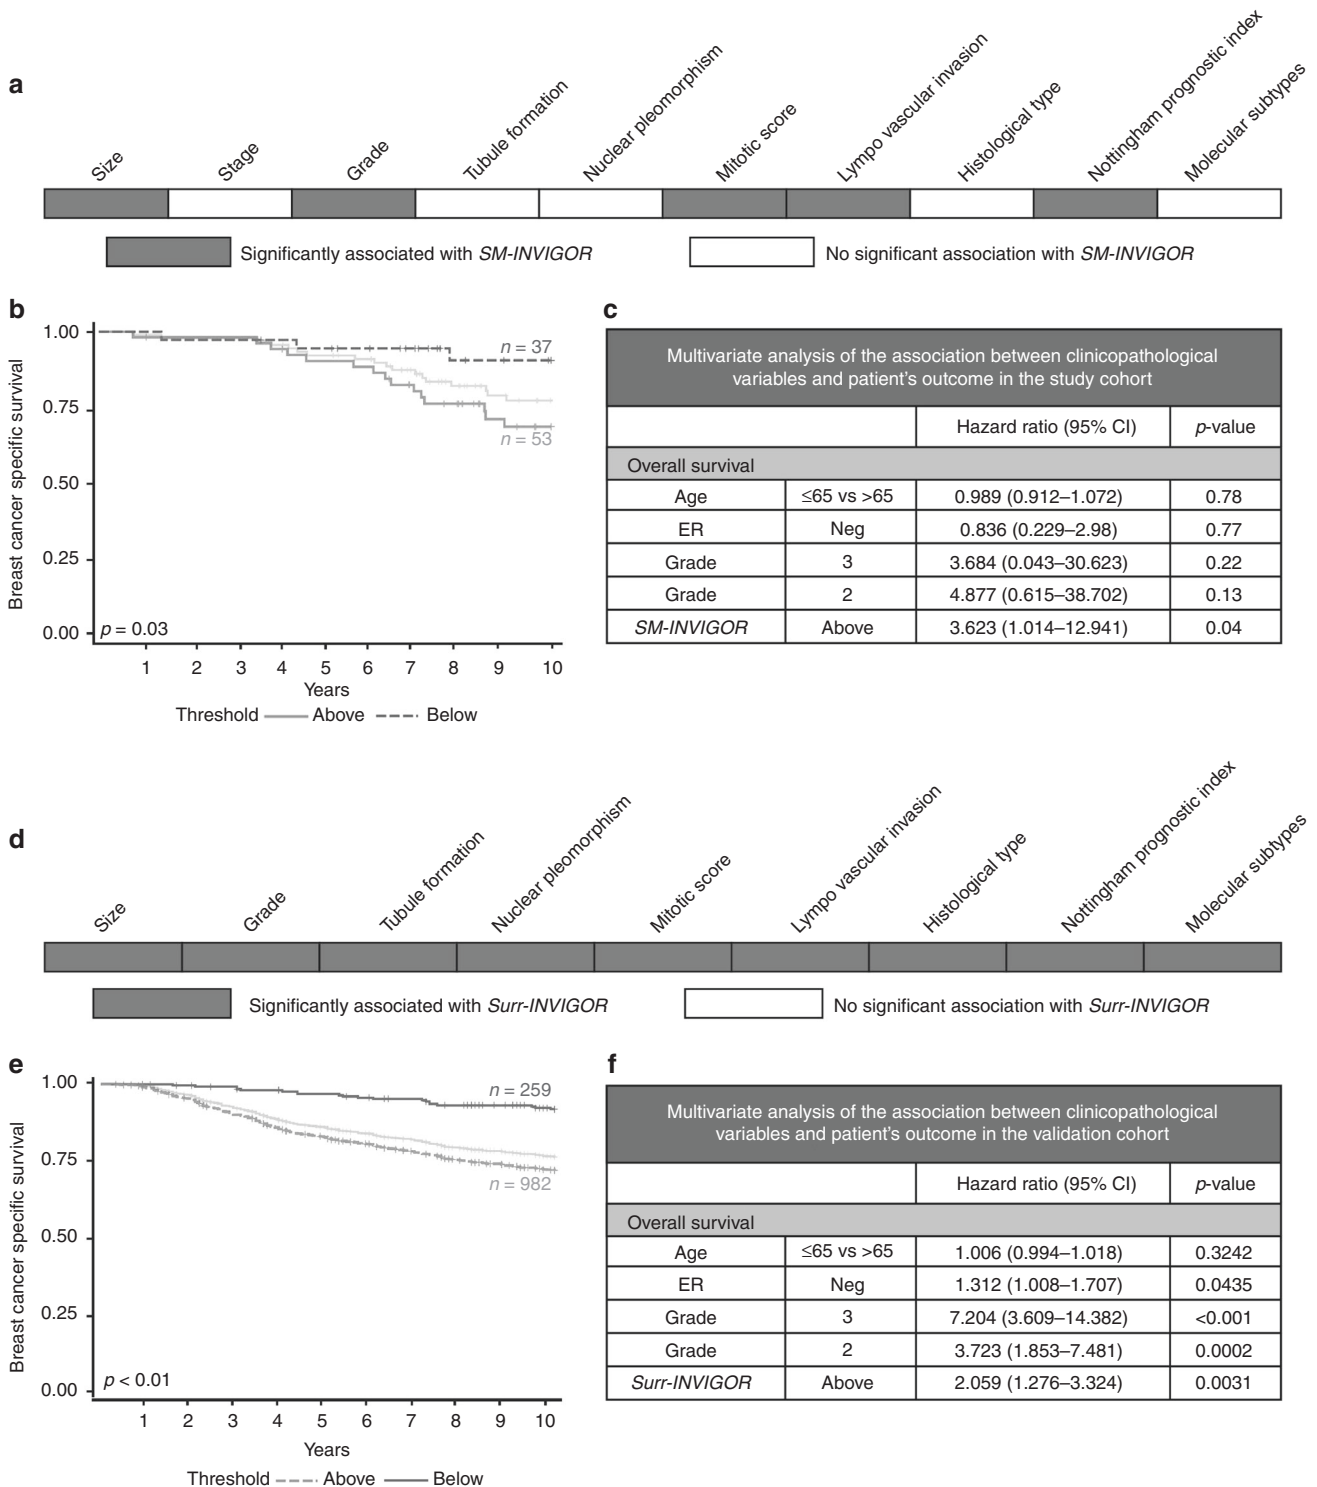 a
Size
Stage
Grade
Tubule formation
Nuclear pleomorphism
Mitotic score
Lympo vascular invasion
Histological type
Nottingham prognostic index
Molecular subtypes
Significantly associated with SM-INVIGOR
No significant association with SM-INVIGOR
b
Breast cancer specific survival
1.00
0.75
0.50
0.25
0.00
n = 37
n = 53
p = 0.03
1 2 3 4 5 6 7 8 9 10
Years
Threshold Above Below
c
Multivariate analysis of the association between clinicopathological
variables and patient's outcome in the study cohort
Hazard ratio (95% CI) p-value
Overall survival
Age ≤65 vs >65 0.989 (0.912–1.072) 0.78
ER Neg 0.836 (0.229–2.98) 0.77
Grade 3 3.684 (0.043–30.623) 0.22
Grade 2 4.877 (0.615–38.702) 0.13
SM-INVIGOR Above 3.623 (1.014–12.941) 0.04
d
Size
Grade
Tubule formation
Nuclear pleomorphism
Mitotic score
Lympo vascular invasion
Histological type
Nottingham prognostic index
Molecular subtypes
Significantly associated with Surr-INVIGOR
No significant association with Surr-INVIGOR
e
Breast cancer specific survival
1.00
0.75
0.50
0.25
0.00
n = 259
n = 982
p < 0.01
1 2 3 4 5 6 7 8 9 10
Years
Threshold Above Below
f
Multivariate analysis of the association between clinicopathological
variables and patient's outcome in the validation cohort
Hazard ratio (95% CI) p-value
Overall survival
Age ≤65 vs >65 1.006 (0.994–1.018) 0.3242
ER Neg 1.312 (1.008–1.707) 0.0435
Grade 3 7.204 (3.609–14.382) <0.001
Grade 2 3.723 (1.853–7.481) 0.0002
Surr-INVIGOR Above 2.059 (1.276–3.324) 0.0031